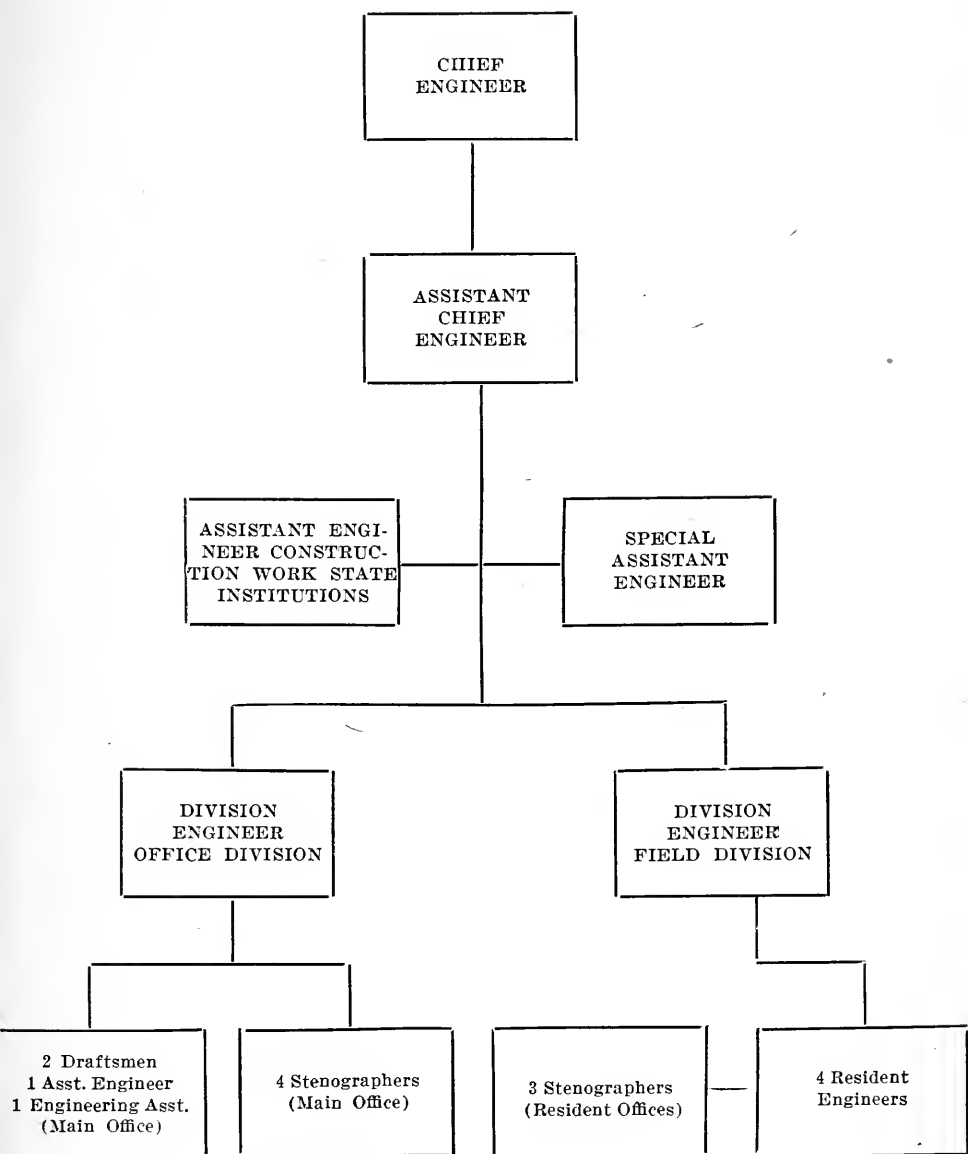 CHIEF
ENGINEER
ASSISTANT
CHIEF
ENGINEER
ASSISTANT ENGI-
NEER CONSTRUC-
TION WORK STATE
INSTITUTIONS
SPECIAL
ASSISTANT
ENGINEER
DIVISION
ENGINEER
OFFICE DIVISION
DIVISION
ENGINEER
FIELD DIVISION
2 Draftsmen
1 Asst. Engineer
1 Engineering Asst.
(Main Office)
4 Stenographers
(Main Office)
3 Stenographers
(Resident Offices)
4 Resident
Engineers